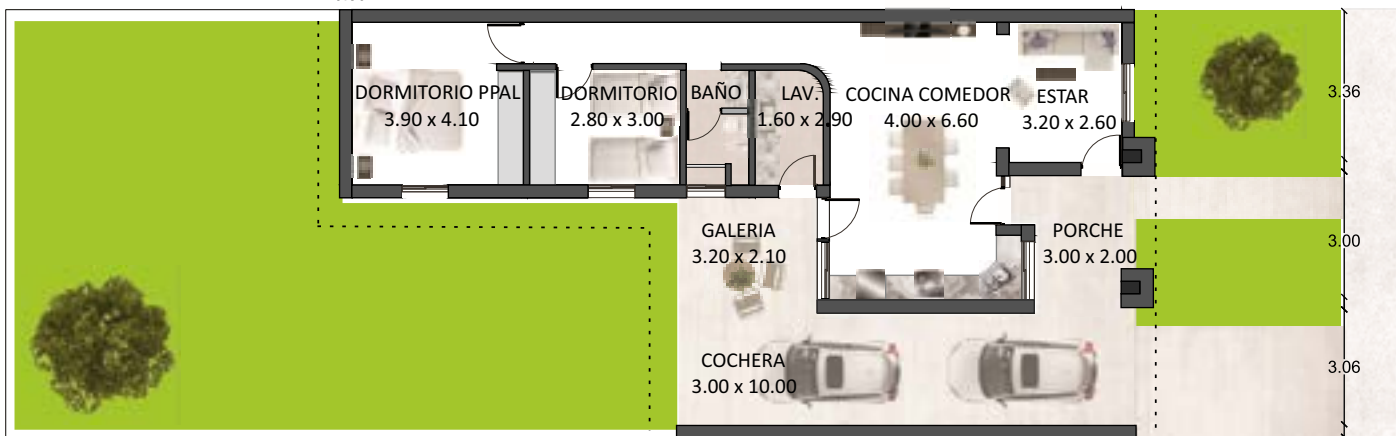 DORMITORIO PPAL
3.90 x 4.10
DORMITORIO
2.80 x 3.00
BAÑO
LAV.
1.60 x 2.90
COCINA COMEDOR
4.00 x 6.60
ESTAR
3.20 x 2.60
3.36
GALERIA
3.20 x 2.10
PORCHE
3.00 x 2.00
3.00
COCHERA
3.00 x 10.00
3.06